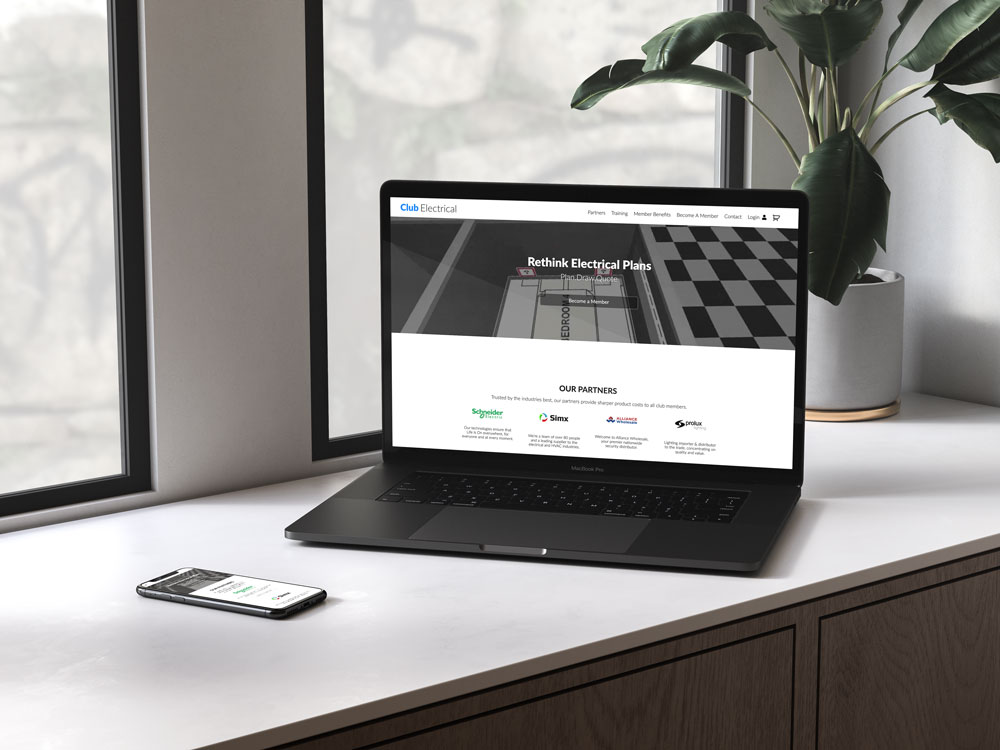 Club Electrical
Partners Training Member Benefits Become A Member Contact Login
Rethink Electrical Plans
Plan Draw Quote
Become a Member
BEDROOM
OUR PARTNERS
Trusted by the industries best, our partners provide sharper product costs to all club members.
Schneider
Electric
Our technologies ensure that
Life is On everywhere, for
everyone and at every moment.
Simx
We're a team of over 80 people
and a leading supplier to the
electrical and HVAC industries.
ALLIANCE
Wholesale
Welcome to Alliance Wholesale,
your premier nationwide
security distributor.
prolux
lighting
Lighting importer & distributor
to the trade, concentrating on
quality and value.
MacBook Pro
Schneider
Simx